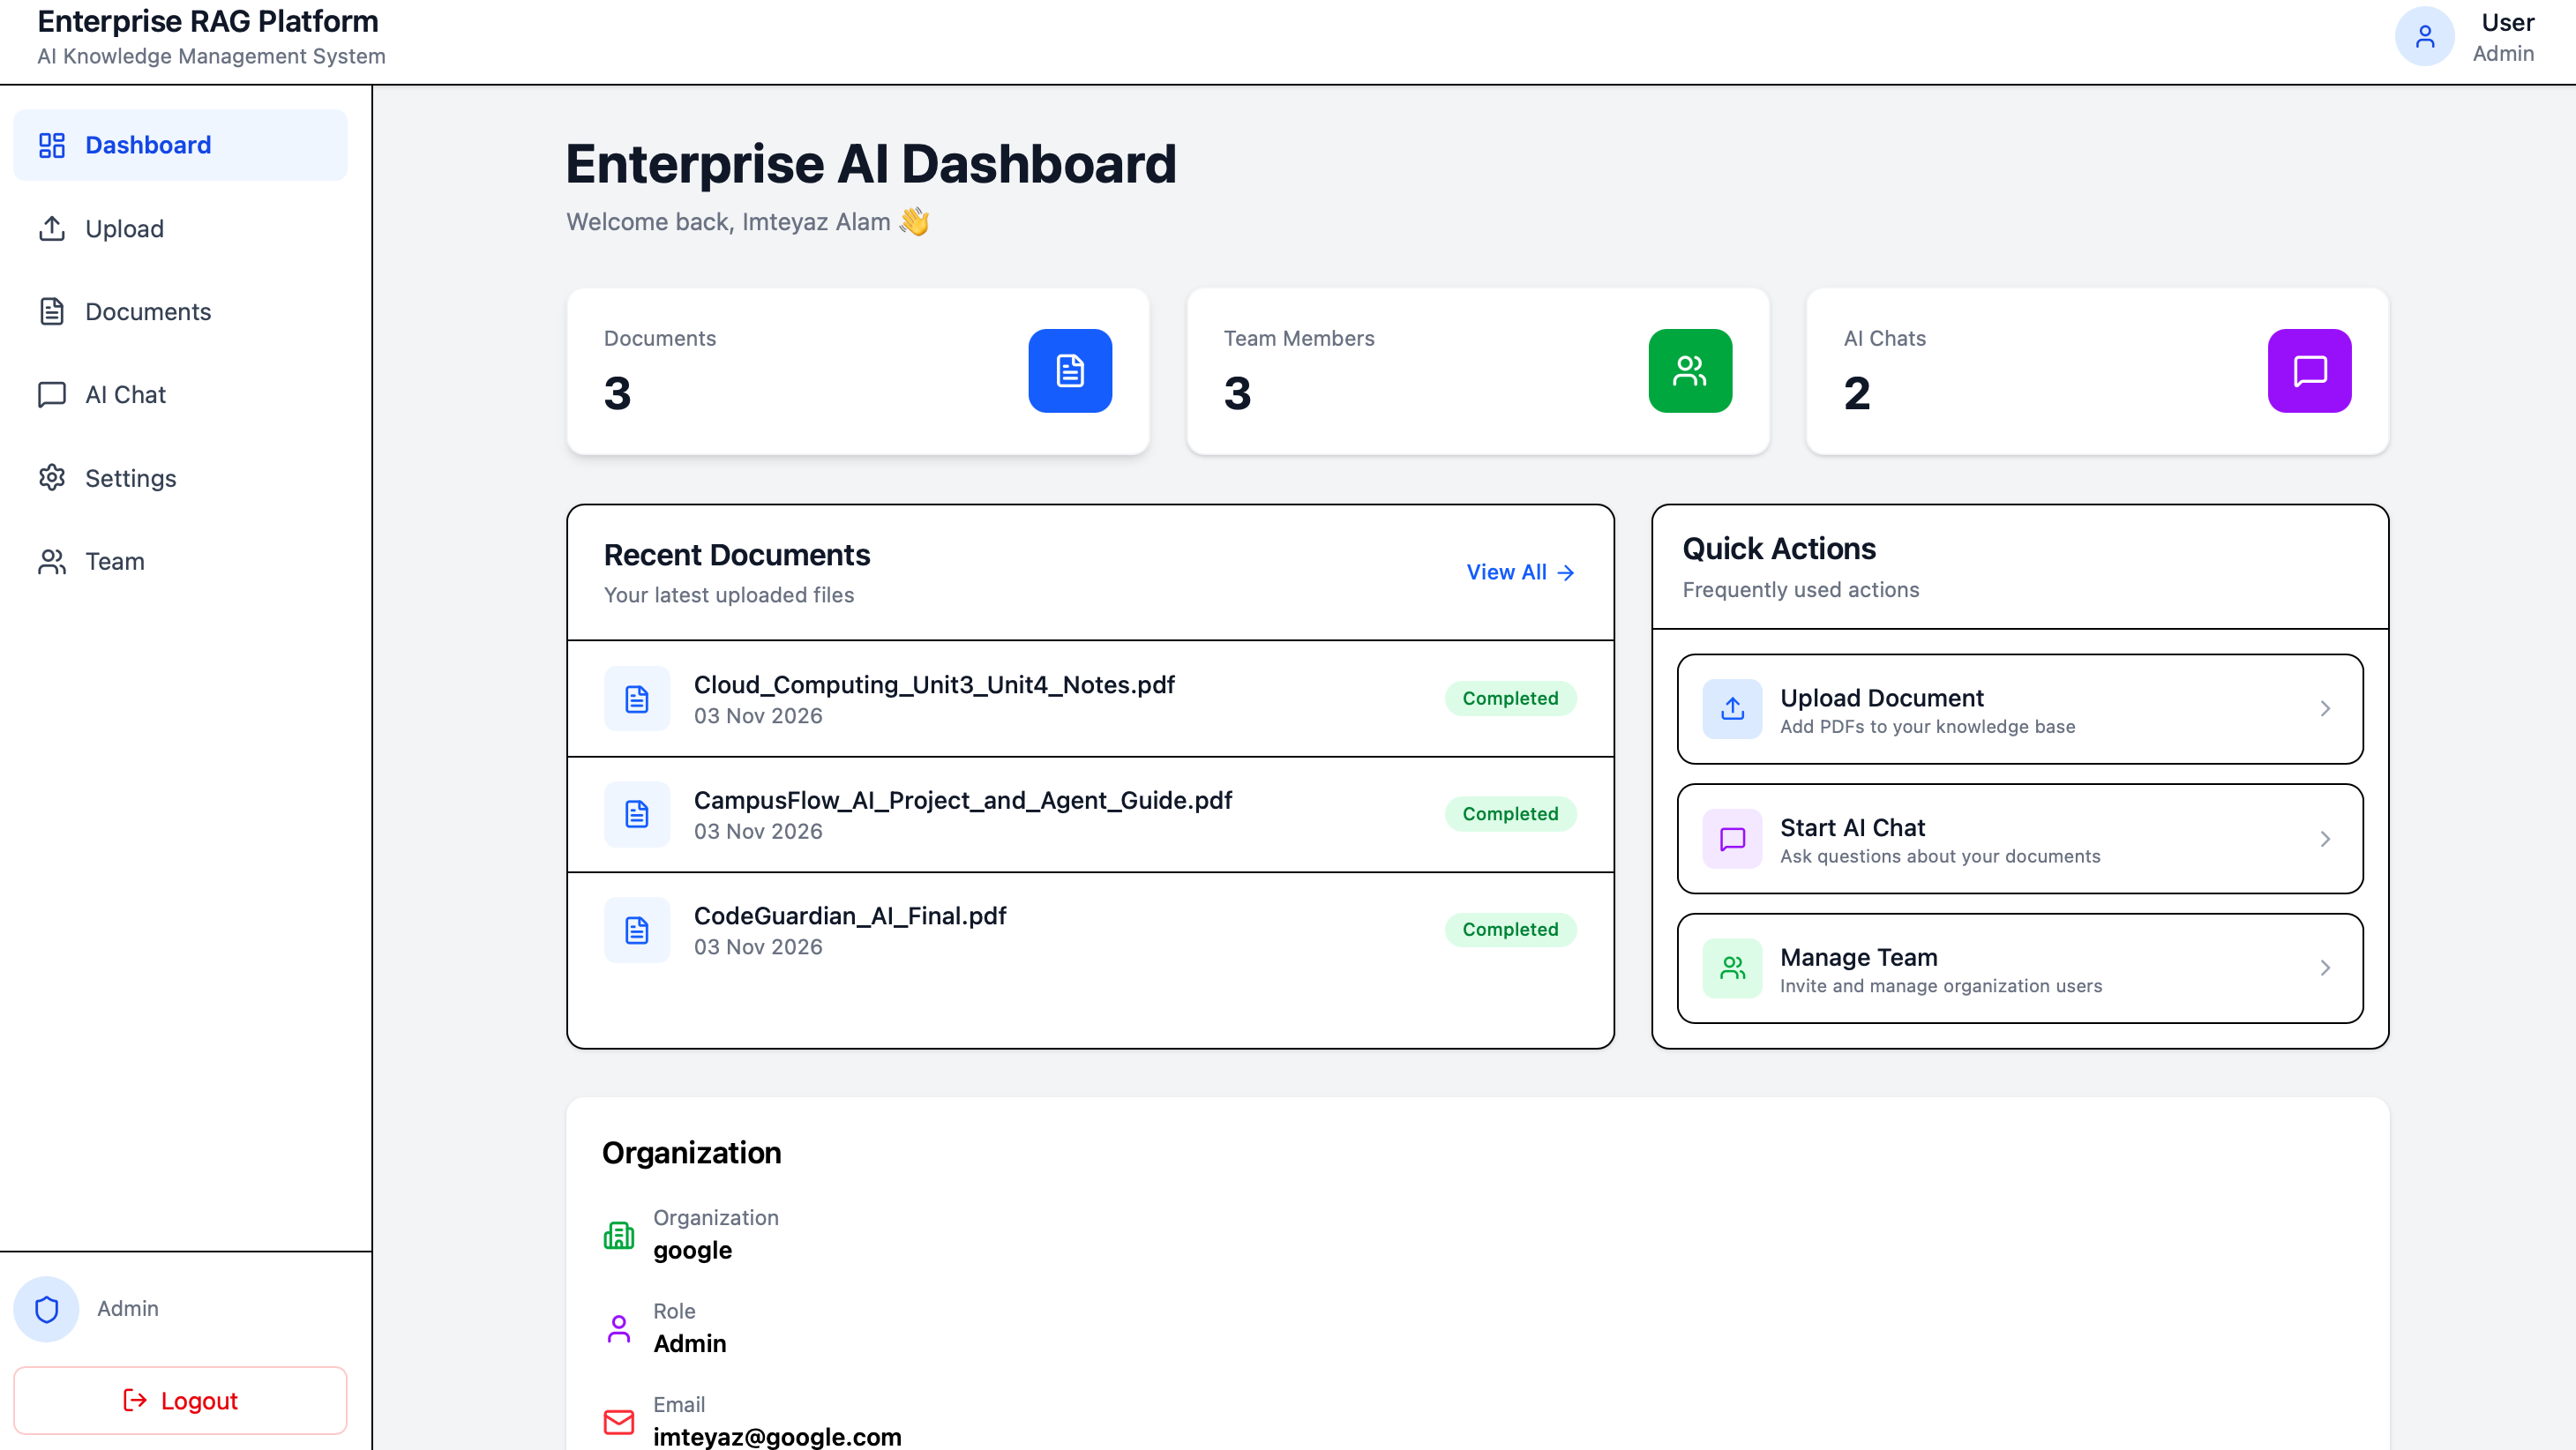 Enterprise RAG Platform
AI Knowledge Management System
User
Admin
Dashboard
Upload
Documents
AI Chat
Settings
Team
Admin
Logout
Enterprise AI Dashboard
Welcome back, Imteyaz Alam 👋
Documents
3
Team Members
3
AI Chats
2
Recent Documents
Your latest uploaded files
View All →
Cloud_Computing_Unit3_Unit4_Notes.pdf
03 Nov 2026
Completed
CampusFlow_AI_Project_and_Agent_Guide.pdf
03 Nov 2026
Completed
CodeGuardian_AI_Final.pdf
03 Nov 2026
Completed
Quick Actions
Frequently used actions
Upload Document
Add PDFs to your knowledge base
Start AI Chat
Ask questions about your documents
Manage Team
Invite and manage organization users
Organization
Organization
google
Role
Admin
Email
imteyaz@google.com